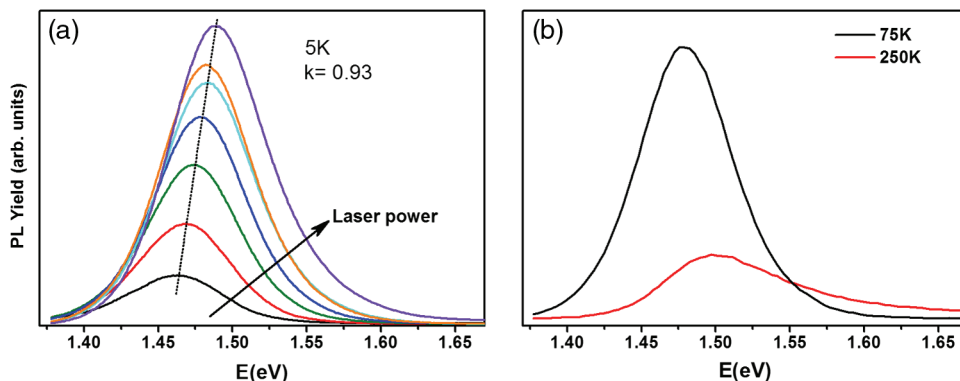 (a)
5K
k= 0.93
Laser power
PL Yield (arb. units)
1.40 1.45 1.50 1.55 1.60 1.65
E(eV)
(b)
75K
250K
1.40 1.45 1.50 1.55 1.60 1.65
E(eV)